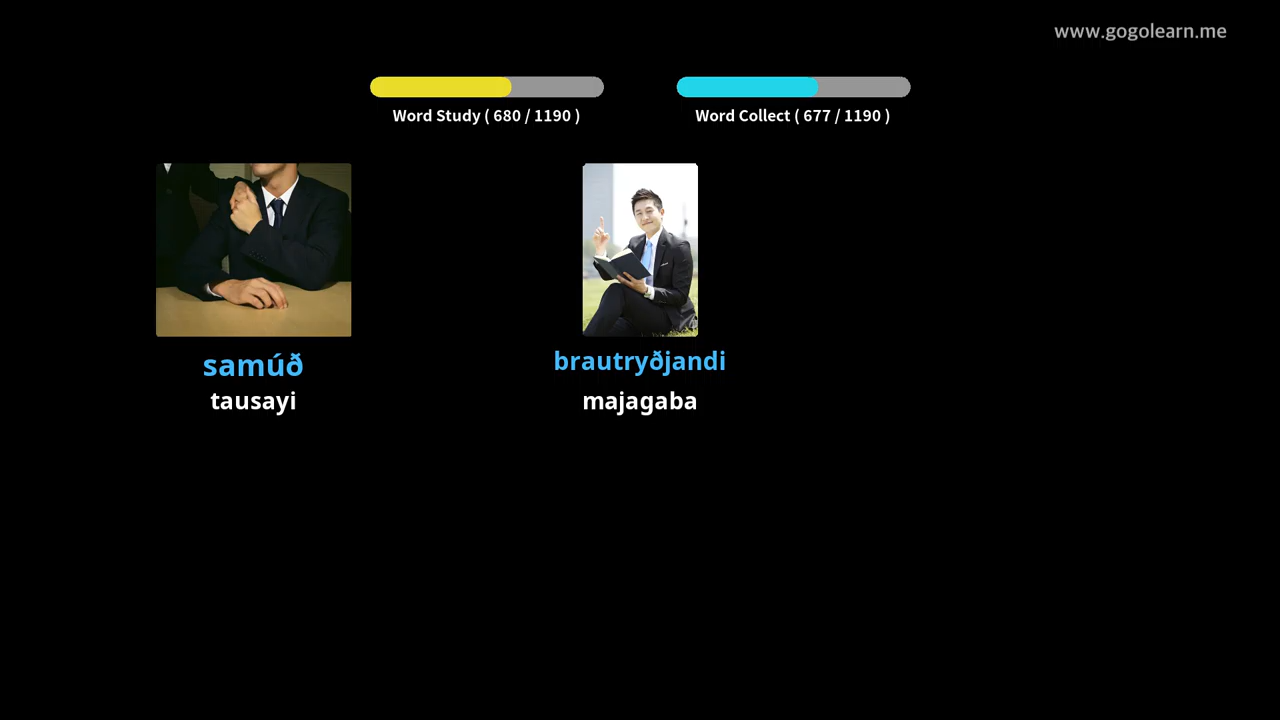 www.gogolearn.me
Word Study ( 680 / 1190 )
Word Collect ( 677 / 1190 )
samúð
tausayi
brautryðjandi
majagaba